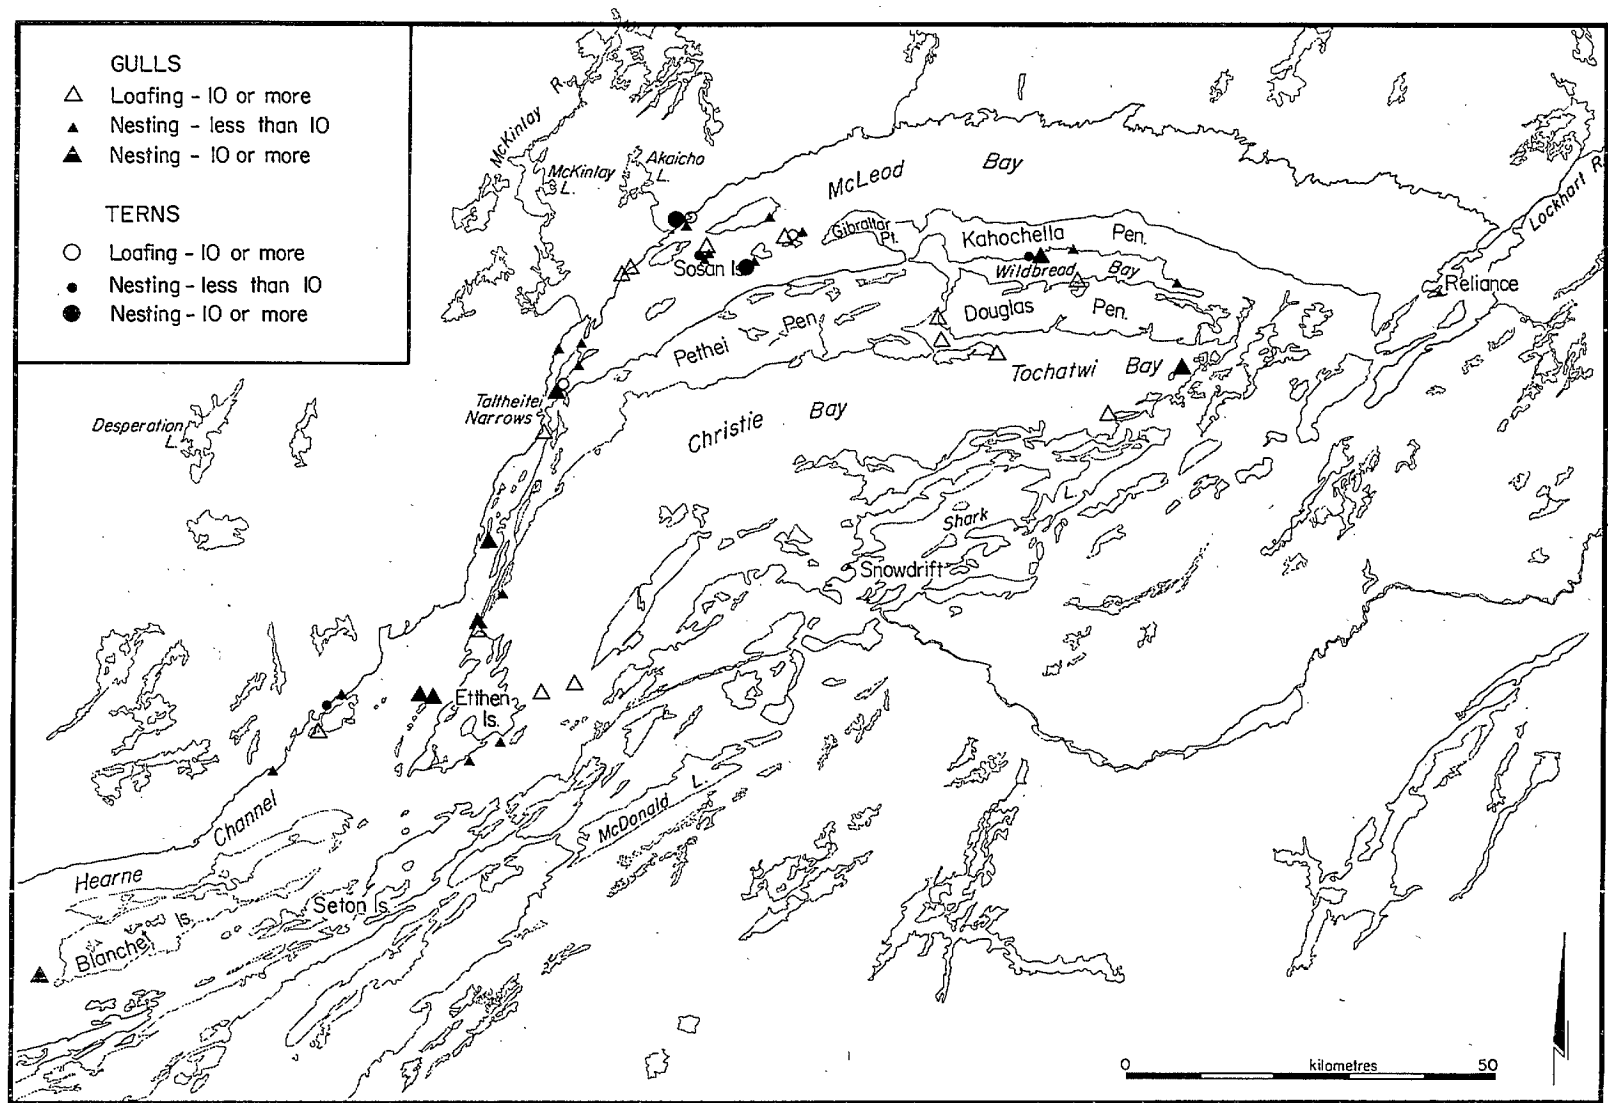 GULLS
Loafing - 10 or more
Nesting - less than 10
Nesting - 10 or more
TERNS
Loafing - 10 or more
Nesting - less than 10
Nesting - 10 or more
McKinlay R.
McKinlay
L.
Akaicho
L.
McLeod Bay
Gibraltar
Pt.
Kahochella Pen.
Lockhart R.
Sosan Is.
Wildbread Bay
Reliance
Douglas Pen.
Pethei Pen.
Tochatwi Bay
Taltheilei
Narrows
Desperation
L.
Christie Bay
Shark L.
Snowdrift
Etthen
Is.
McDonald L.
Hearne Channel
Seton Is.
Blanchet Is.
0 kilometres 50